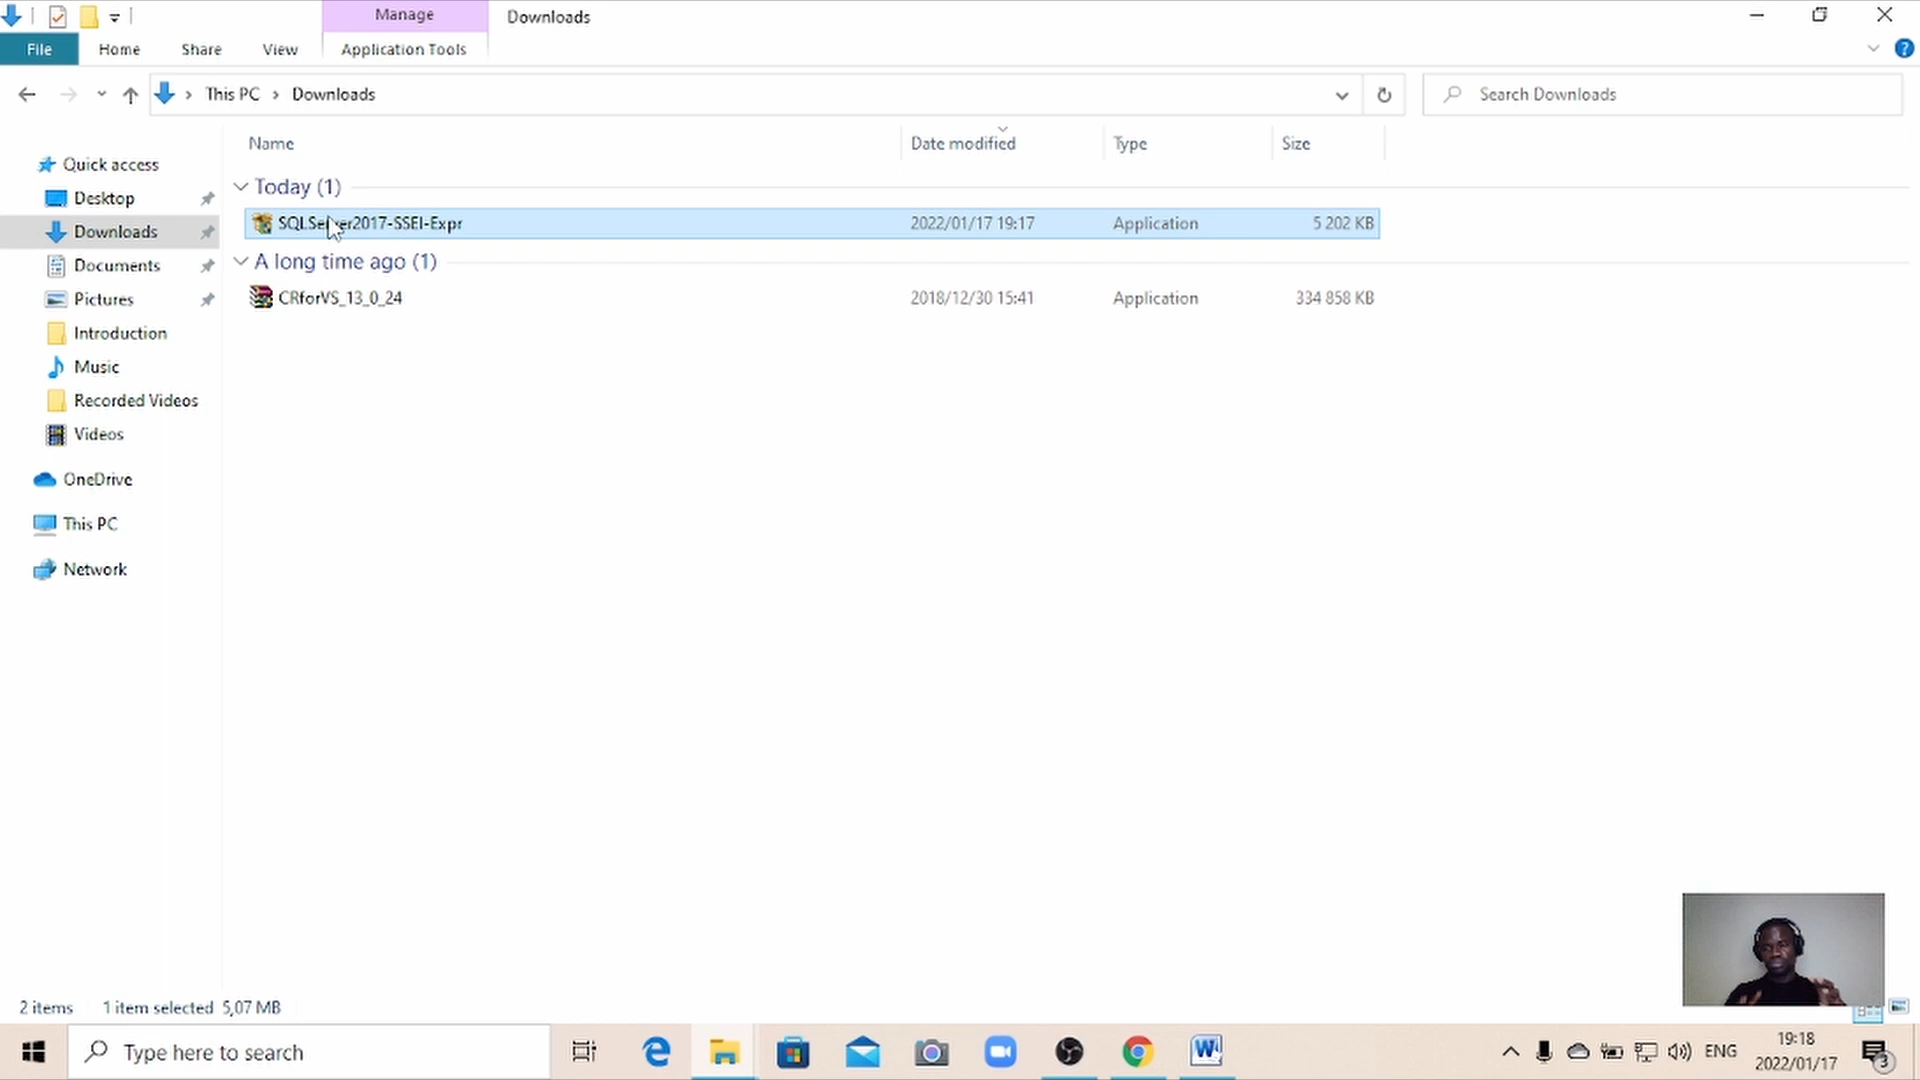 Manage
Downloads
File
Home
Share
View
Application Tools
This PC
Downloads
Search Downloads
Name
Date modified
Type
Size
Quick access
Desktop
Downloads
Documents
Pictures
Introduction
Music
Recorded Videos
Videos
OneDrive
This PC
Network
Today (1)
SQLServer2017-SSEI-Expr 2022/01/17 19:17 Application 5 202 KB
A long time ago (1)
CRforVS_13_0_24 2018/12/30 15:41 Application 334 858 KB
2 items 1 item selected 5,07 MB
Type here to search
W
ENG
19:18
2022/01/17
3